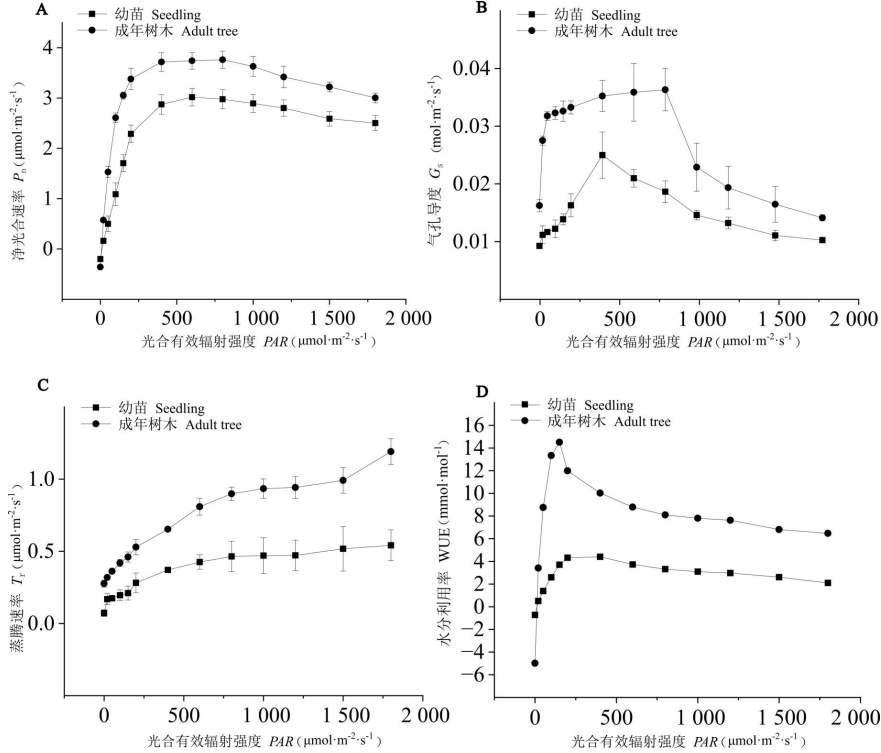 A
幼苗 Seedling
成年树木 Adult tree
4
3
2
1
0
净光合速率 Pn(μmol·m⁻²·s⁻¹)
0
500
1 000
1 500
2 000
光合有效辐射强度 PAR(μmol·m⁻²·s⁻¹)
B
幼苗 Seedling
成年树木 Adult tree
0.04
0.03
0.02
0.01
气孔导度 GS (mol·m⁻²·s⁻¹)
0
500
1 000
1 500
2 000
光合有效辐射强度 PAR(μmol·m⁻²·s⁻¹)
C
幼苗 Seedling
成年树木 Adult tree
1.0
0.5
0.0
蒸腾速率 Tr(μmol·m⁻²·s⁻¹)
0
500
1 000
1 500
2 000
光合有效辐射强度 PAR(μmol·m⁻²·s⁻¹)
D
幼苗 Seedling
成年树木 Adult tree
16
14
12
10
8
6
4
2
0
−2
−4
−6
水分利用率 WUE(mmol·mol⁻¹)
0
500
1 000
1 500
2 000
光合有效辐射强度 PAR(μmol·m⁻²·s⁻¹)